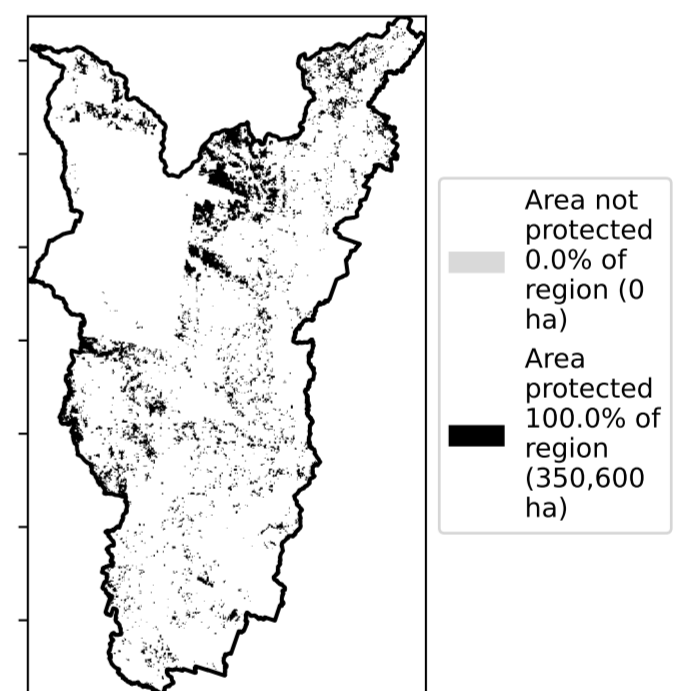 Area not
protected
0.0% of
region (0
ha)
Area
protected
100.0% of
region
(350,600
ha)